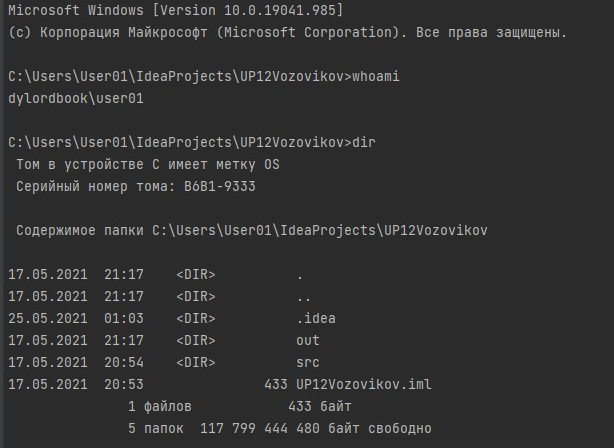 Microsoft Windows [Version 10.0.19041.985]
(c) Корпорация Майкрософт (Microsoft Corporation). Все права защищены.
C:\Users\User01\IdeaProjects\UP12Vozovikov>whoami
dylordbook\user01
C:\Users\User01\IdeaProjects\UP12Vozovikov>dir
Том в устройстве C имеет метку OS
Серийный номер тома: B6B1-9333
Содержимое папки C:\Users\User01\IdeaProjects\UP12Vozovikov
17.05.2021  21:17    <DIR>          .
17.05.2021  21:17    <DIR>          ..
25.05.2021  01:03    <DIR>          .idea
17.05.2021  21:17    <DIR>          out
17.05.2021  20:54    <DIR>          src
17.05.2021  20:53               433 UP12Vozovikov.iml
1 файлов            433 байт
5 папок  117 799 444 480 байт свободно